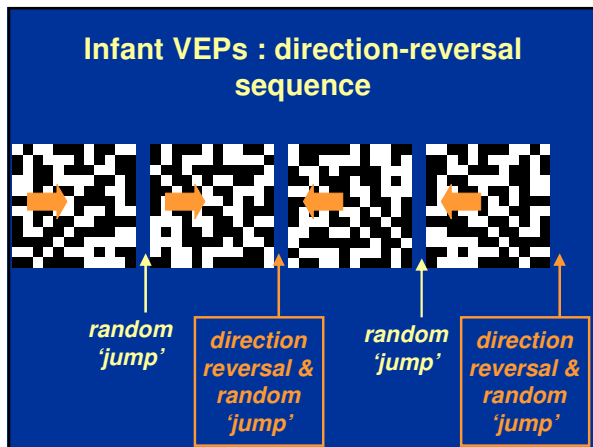 Infant VEPs : direction-reversal
sequence
random
‘jump’
direction
reversal &
random
‘jump’
random
‘jump’
direction
reversal &
random
‘jump’